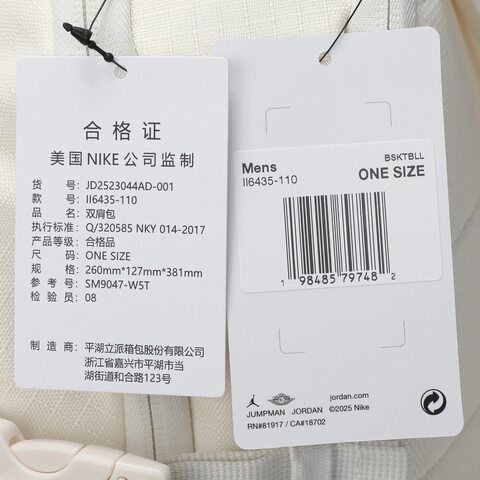 合格证
美国NIKE公司监制
货 号: JD2523044AD-001
款 号: II6435-110
品 名: 双肩包
执行标准: Q/320585 NKY 014-2017
产品等级: 合格品
尺 码: ONE SIZE
规 格: 260mm*127mm*381mm
参 考 号: SM9047-W5T
检 验 员: 08
制 造 商: 平湖立派箱包股份有限公司
浙江省嘉兴市平湖市当
湖街道和合路123号
BSKTBLL
Mens
ONE SIZE
II6435-110
1 98485 79748 2
JUMPMAN JORDAN
jordan.com
©2025 Nike
RN#81917 / CA#18702